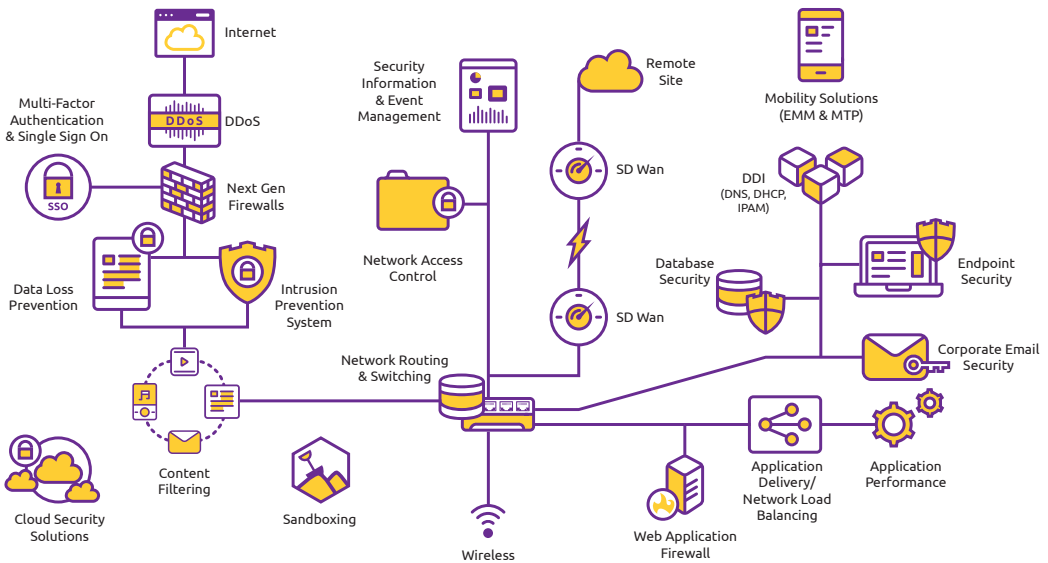 Internet
DDoS
DDoS
Multi-Factor
Authentication
& Single Sign On
SSO
Next Gen
Firewalls
Data Loss
Prevention
Intrusion
Prevention
System
Content
Filtering
Cloud Security
Solutions
Sandboxing
Security
Information
& Event
Management
Network Access
Control
Network Routing
& Switching
Wireless
Remote
Site
SD Wan
SD Wan
Mobility Solutions
(EMM & MTP)
DDI
(DNS, DHCP,
IPAM)
Database
Security
Endpoint
Security
Corporate Email
Security
Web Application
Firewall
Application
Delivery/
Network Load
Balancing
Application
Performance